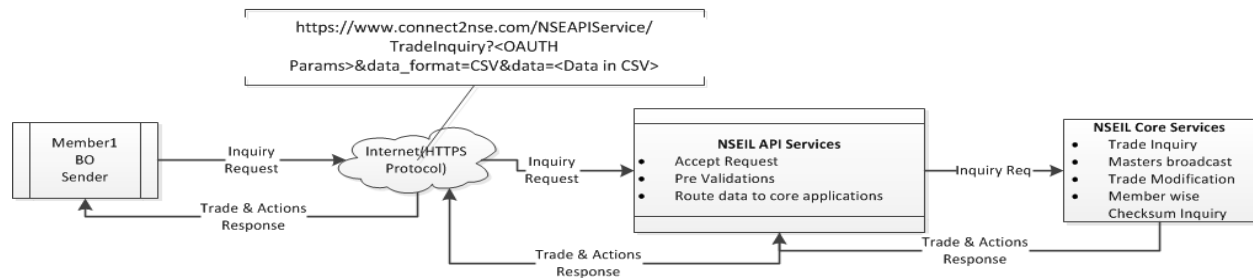 https://www.connect2nse.com/NSEAPIService/
TradeInquiry?<OAUTH
Params>&data_format=CSV&data=<Data in CSV>
Member1
BO
Sender
Inquiry
Request
Internet(HTTPS
Protocol)
Inquiry
Request
NSEIL API Services
• Accept Request
• Pre Validations
• Route data to core applications
Inquiry Req
NSEIL Core Services
• Trade Inquiry
• Masters broadcast
• Trade Modification
• Member wise
Checksum Inquiry
Trade & Actions
Response
Trade & Actions
Response
Trade & Actions
Response